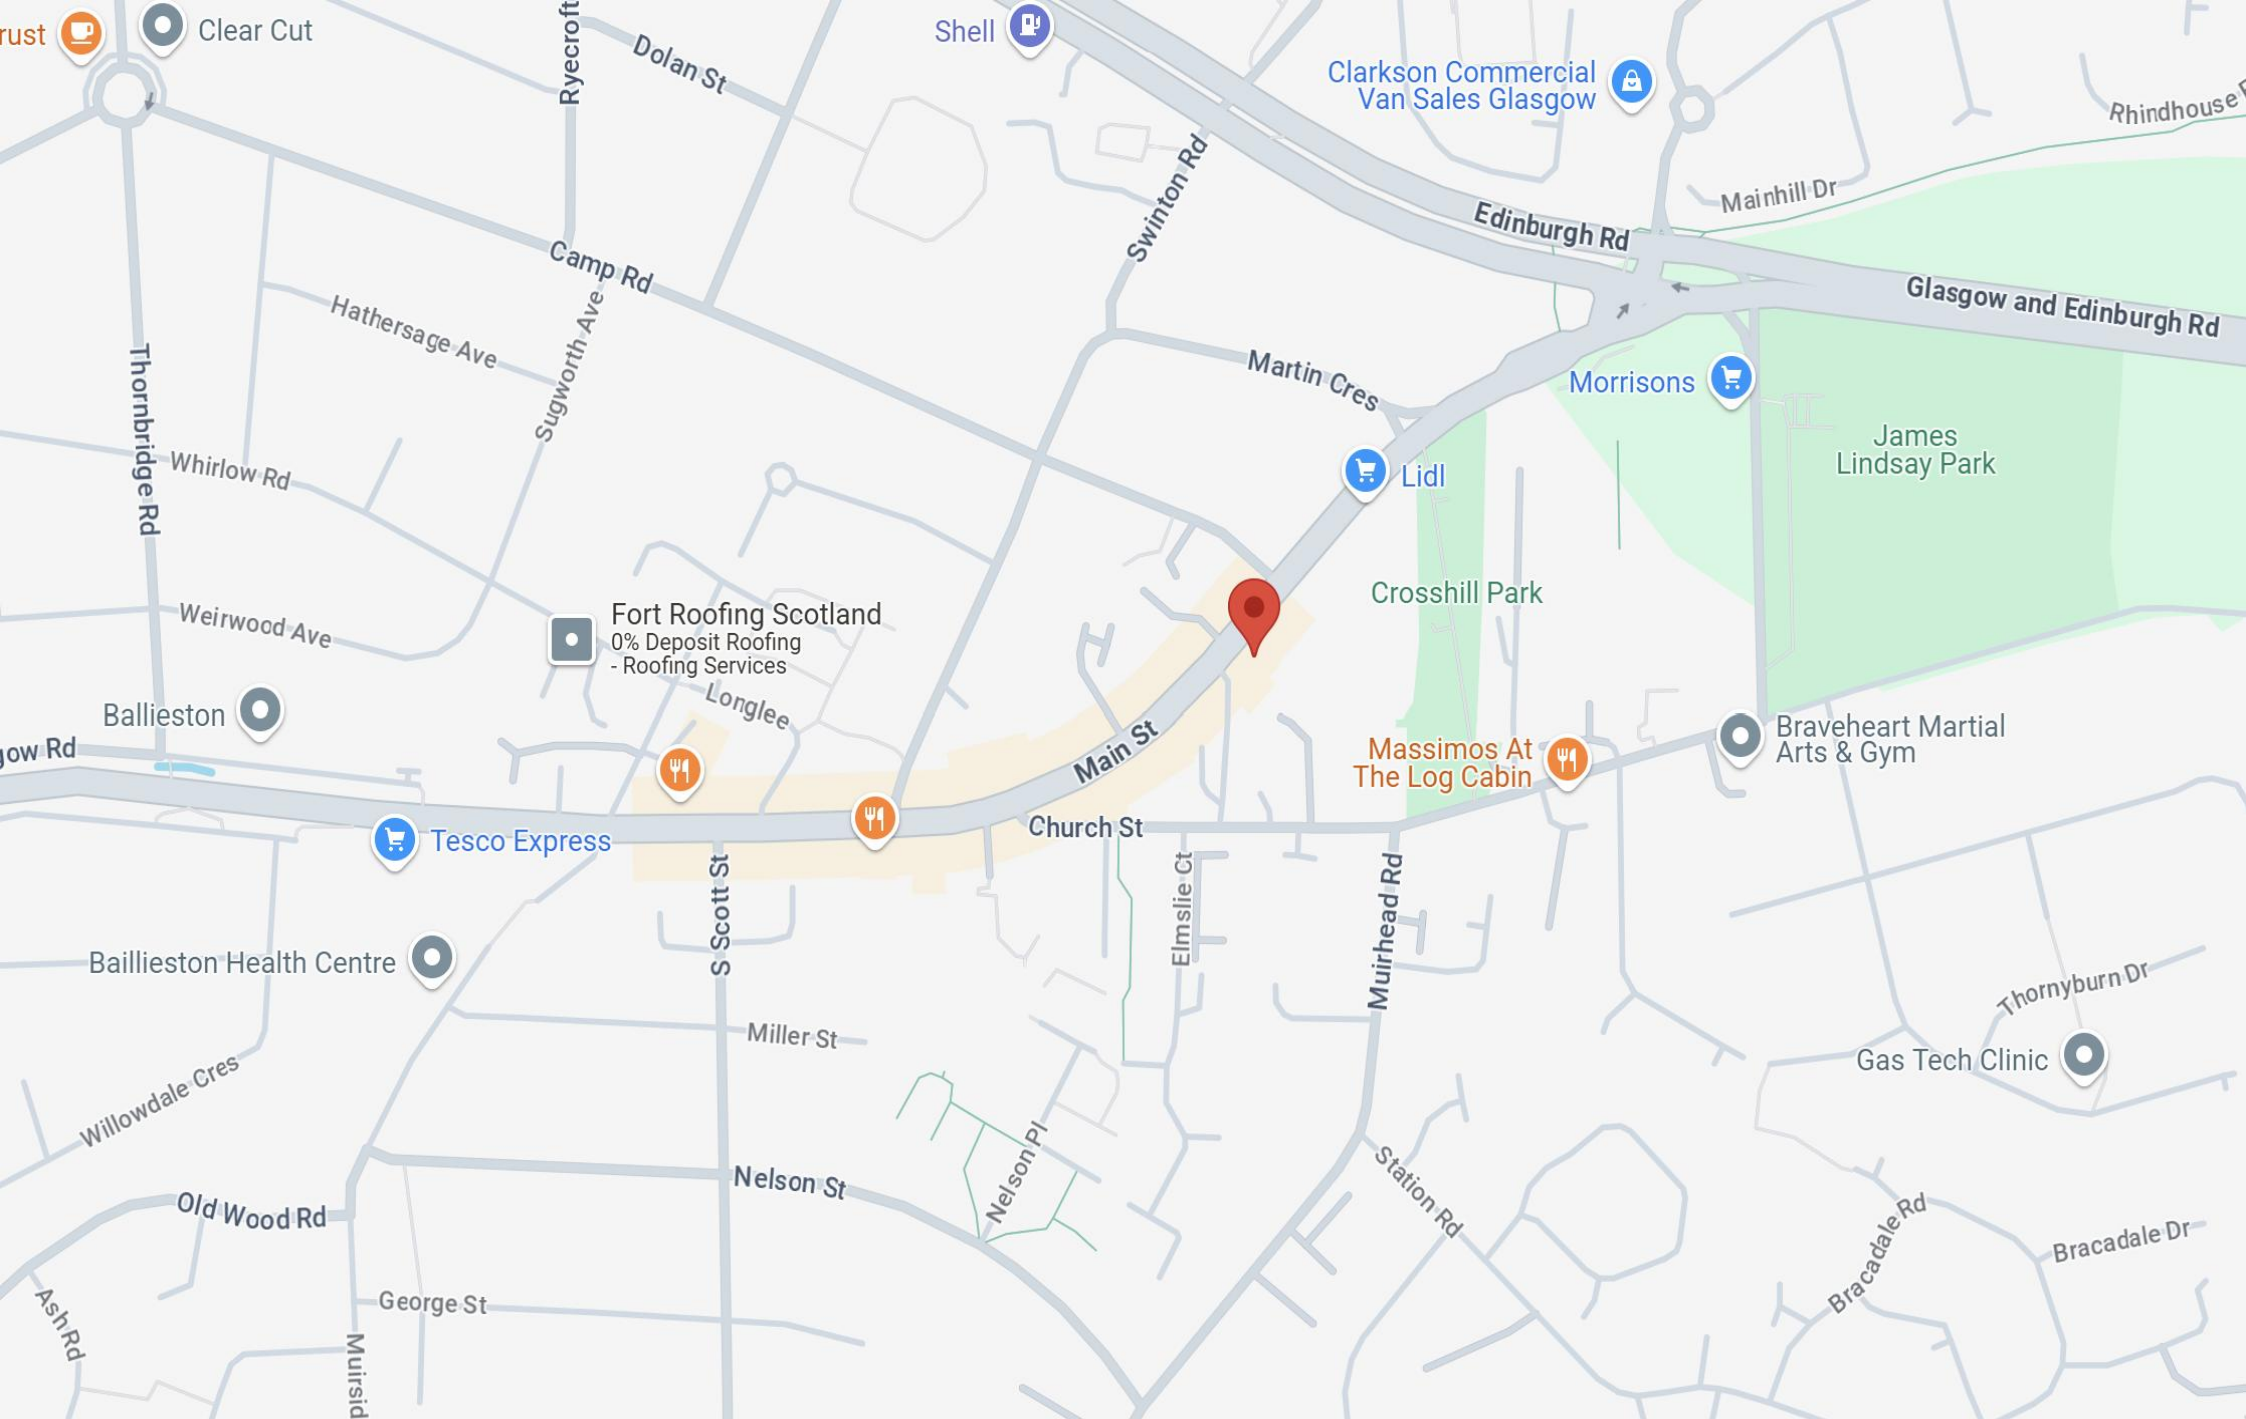 rust
Clear Cut
Ryecroft
Dolan St
Shell
Clarkson Commercial
Van Sales Glasgow
Rhindhouse
Mainhill Dr
Swinton Rd
Edinburgh Rd
Glasgow and Edinburgh Rd
Camp Rd
Hathersage Ave
Sugworth Ave
Thornbridge Rd
Martin Cres
Morrisons
James
Lindsay Park
Whirlow Rd
Lidl
Crosshill Park
Weirwood Ave
Fort Roofing Scotland
0% Deposit Roofing
- Roofing Services
Longlee
Ballieston
gow Rd
Main St
Massimos At
The Log Cabin
Braveheart Martial
Arts & Gym
Tesco Express
Church St
S Scott St
Elmslie Ct
Muirhead Rd
Baillieston Health Centre
Thornyburn Dr
Miller St
Gas Tech Clinic
Willowdale Cres
Nelson Pl
Nelson St
Station Rd
Old Wood Rd
Bracadale Rd
Bracadale Dr
George St
Ash Rd
Muirsid